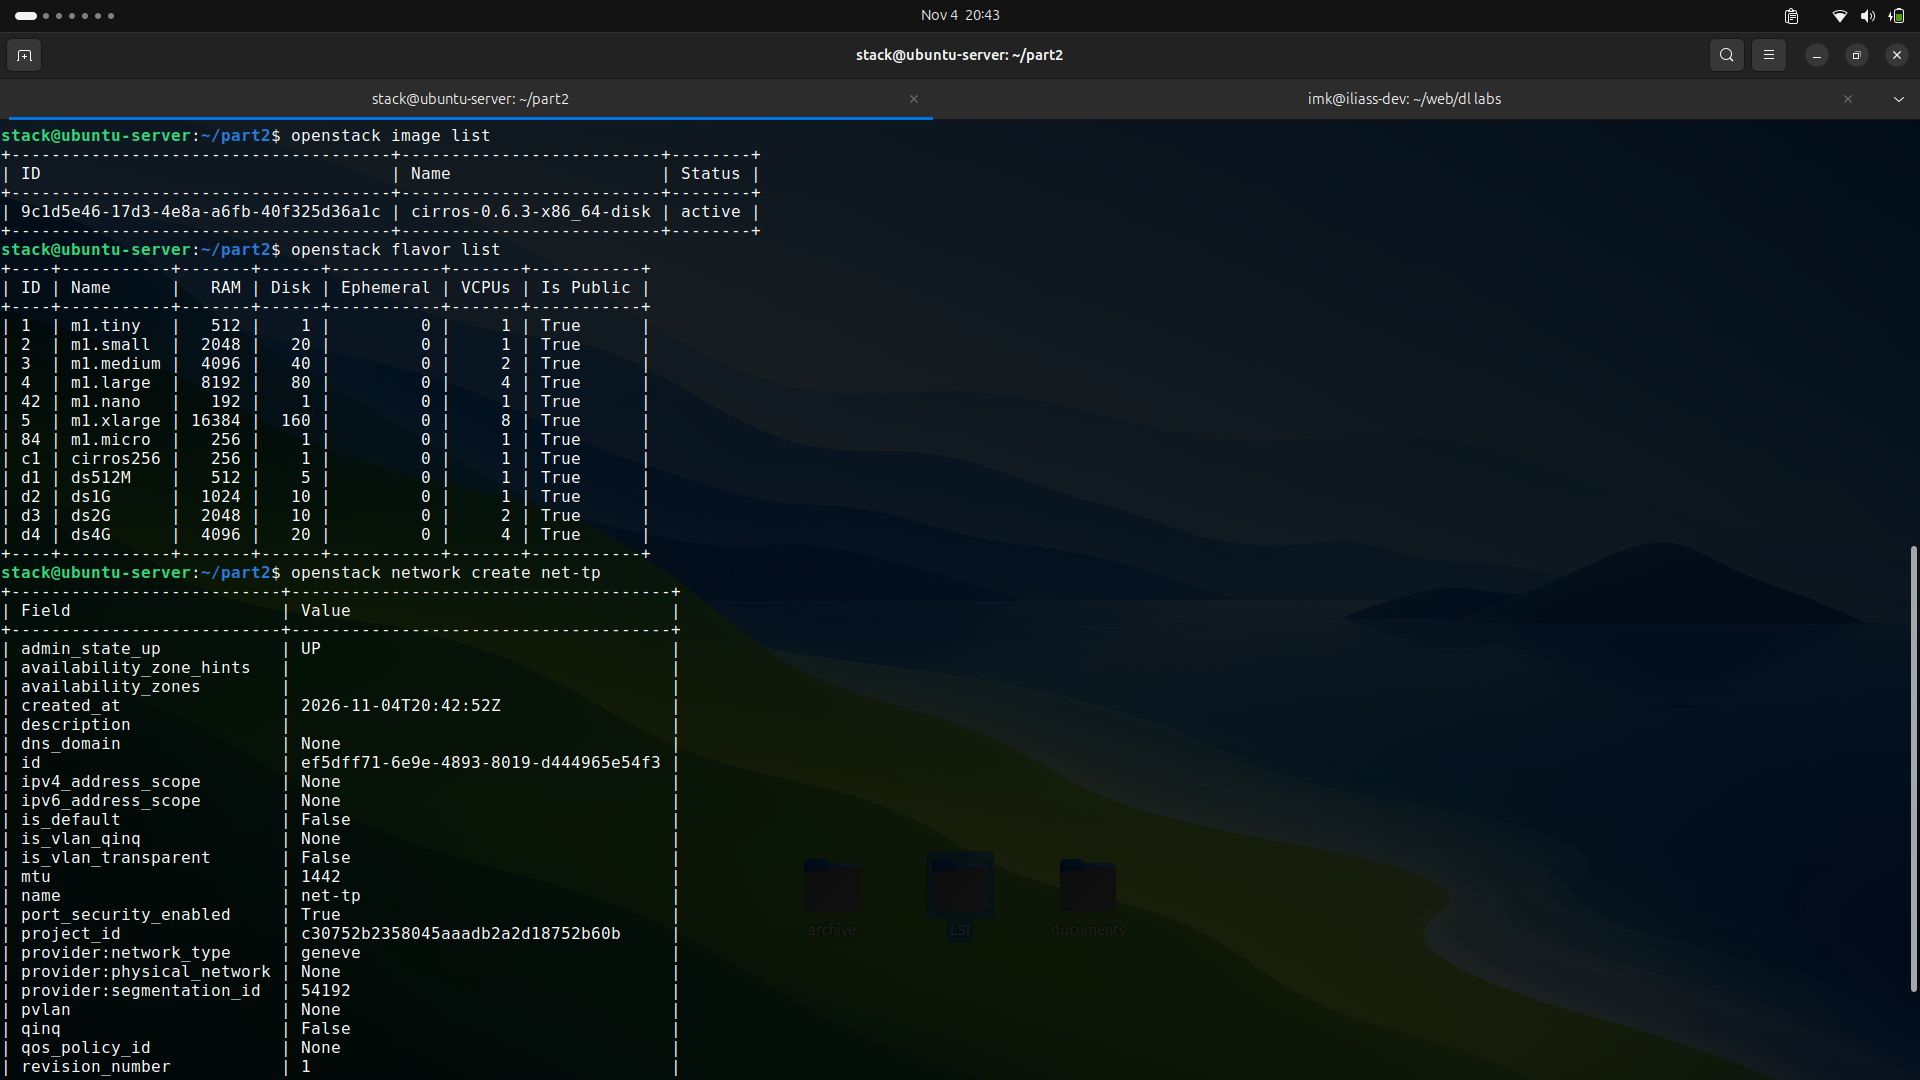 Nov 4 20:43
stack@ubuntu-server: ~/part2
stack@ubuntu-server: ~/part2
imk@iliass-dev: ~/web/dl labs
stack@ubuntu-server:~/part2$ openstack image list
+--------------------------------------+--------------------------+--------+
| ID                                   | Name                     | Status |
+--------------------------------------+--------------------------+--------+
| 9c1d5e46-17d3-4e8a-a6fb-40f325d36a1c | cirros-0.6.3-x86_64-disk | active |
+--------------------------------------+--------------------------+--------+
stack@ubuntu-server:~/part2$ openstack flavor list
+----+-----------+-------+------+-----------+-------+-----------+
| ID | Name      |   RAM | Disk | Ephemeral | VCPUs | Is Public |
+----+-----------+-------+------+-----------+-------+-----------+
| 1  | m1.tiny   |   512 |    1 |         0 |     1 | True      |
| 2  | m1.small  |  2048 |   20 |         0 |     1 | True      |
| 3  | m1.medium |  4096 |   40 |         0 |     2 | True      |
| 4  | m1.large  |  8192 |   80 |         0 |     4 | True      |
| 42 | m1.nano   |   192 |    1 |         0 |     1 | True      |
| 5  | m1.xlarge | 16384 |  160 |         0 |     8 | True      |
| 84 | m1.micro  |   256 |    1 |         0 |     1 | True      |
| c1 | cirros256 |   256 |    1 |         0 |     1 | True      |
| d1 | ds512M    |   512 |    5 |         0 |     1 | True      |
| d2 | ds1G      |  1024 |   10 |         0 |     1 | True      |
| d3 | ds2G      |  2048 |   10 |         0 |     2 | True      |
| d4 | ds4G      |  4096 |   20 |         0 |     4 | True      |
+----+-----------+-------+------+-----------+-------+-----------+
stack@ubuntu-server:~/part2$ openstack network create net-tp
+---------------------------+--------------------------------------+
| Field                     | Value                                |
+---------------------------+--------------------------------------+
| admin_state_up            | UP                                   |
| availability_zone_hints   |                                      |
| availability_zones        |                                      |
| created_at                | 2026-11-04T20:42:52Z                 |
| description               |                                      |
| dns_domain                | None                                 |
| id                        | ef5dff71-6e9e-4893-8019-d444965e54f3 |
| ipv4_address_scope        | None                                 |
| ipv6_address_scope        | None                                 |
| is_default                | False                                |
| is_vlan_qinq              | None                                 |
| is_vlan_transparent       | False                                |
| mtu                       | 1442                                 |
| name                      | net-tp                               |
| port_security_enabled     | True                                 |
| project_id                | c30752b2358045aaadb2a2d18752b60b     |
| provider:network_type     | geneve                               |
| provider:physical_network | None                                 |
| provider:segmentation_id  | 54192                                |
| pvlan                     | None                                 |
| qinq                      | False                                |
| qos_policy_id             | None                                 |
| revision_number           | 1                                    |
archive
LSI
documents